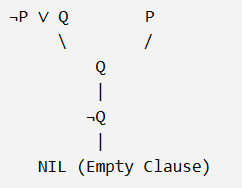 ¬P ∨ Q P
\ /
Q
|
¬Q
|
NIL (Empty Clause)